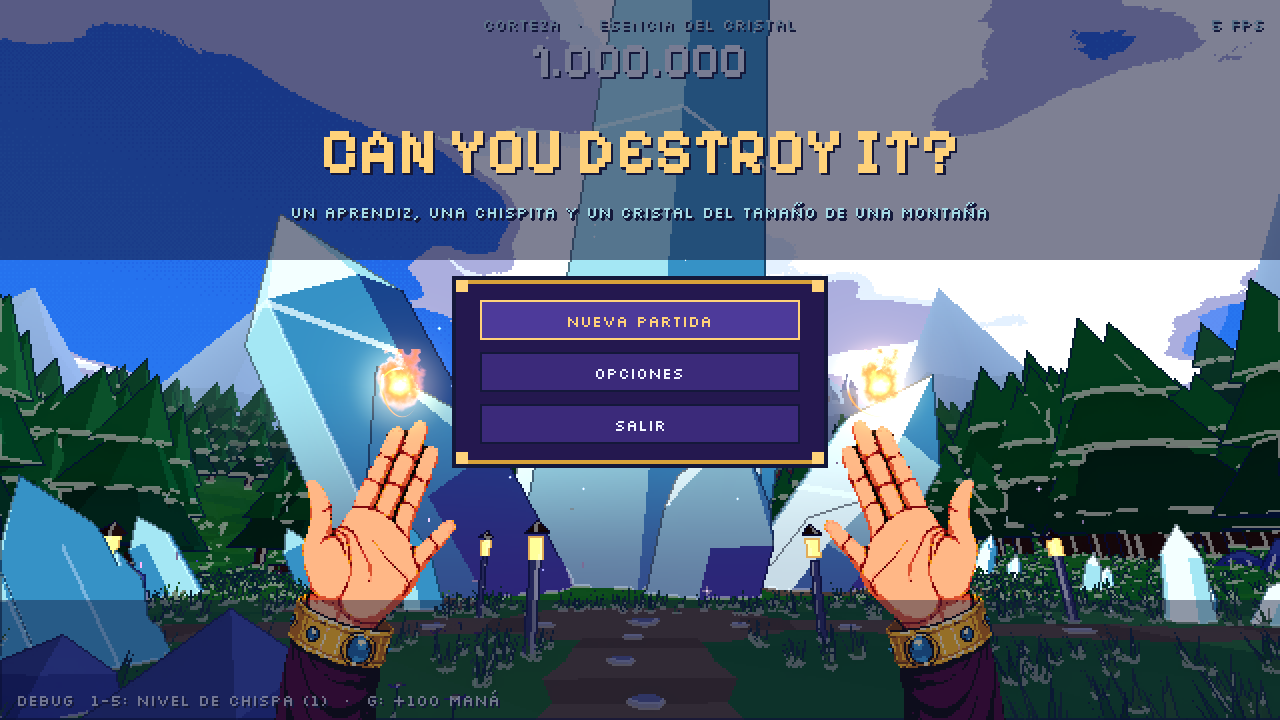 CORTEZA · ESENCIA DEL CRISTAL
5 FPS
1.000.000
CAN YOU DESTROY IT?
UN APRENDIZ, UNA CHISPITA Y UN CRISTAL DEL TAMAÑO DE UNA MONTAÑA
NUEVA PARTIDA
OPCIONES
SALIR
DEBUG 1-5: NIVEL DE CHISPA (1) · G: +100 MANÁ